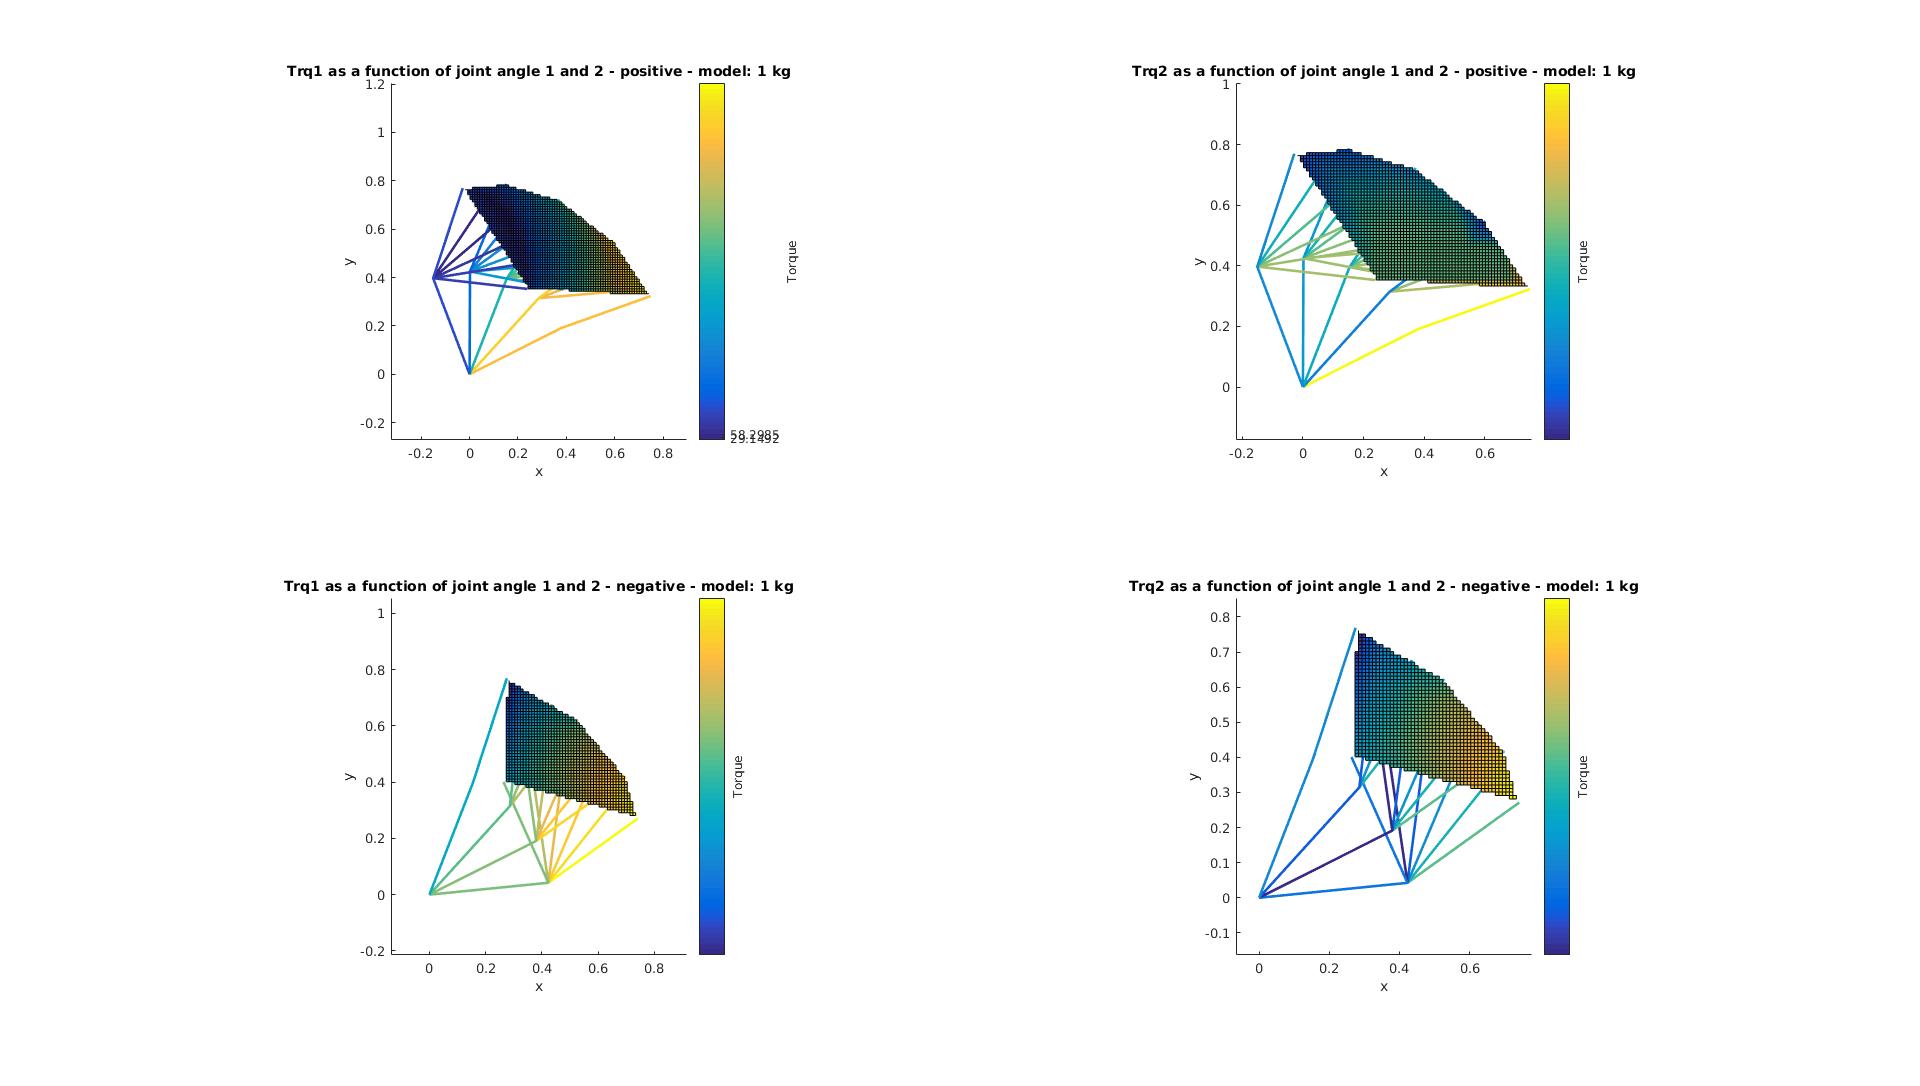 Trq1 as a function of joint angle 1 and 2 - positive - model: 1 kg
1.2
1
0.8
0.6
0.4
0.2
0
-0.2
y
-0.2 0 0.2 0.4 0.6 0.8
x
58.2985
29.1492
Torque
Trq2 as a function of joint angle 1 and 2 - positive - model: 1 kg
1
0.8
0.6
0.4
0.2
0
y
-0.2 0 0.2 0.4 0.6
x
Torque
Trq1 as a function of joint angle 1 and 2 - negative - model: 1 kg
1
0.8
0.6
0.4
0.2
0
-0.2
y
0 0.2 0.4 0.6 0.8
x
Torque
Trq2 as a function of joint angle 1 and 2 - negative - model: 1 kg
0.8
0.7
0.6
0.5
0.4
0.3
0.2
0.1
0
-0.1
y
0 0.2 0.4 0.6
x
Torque